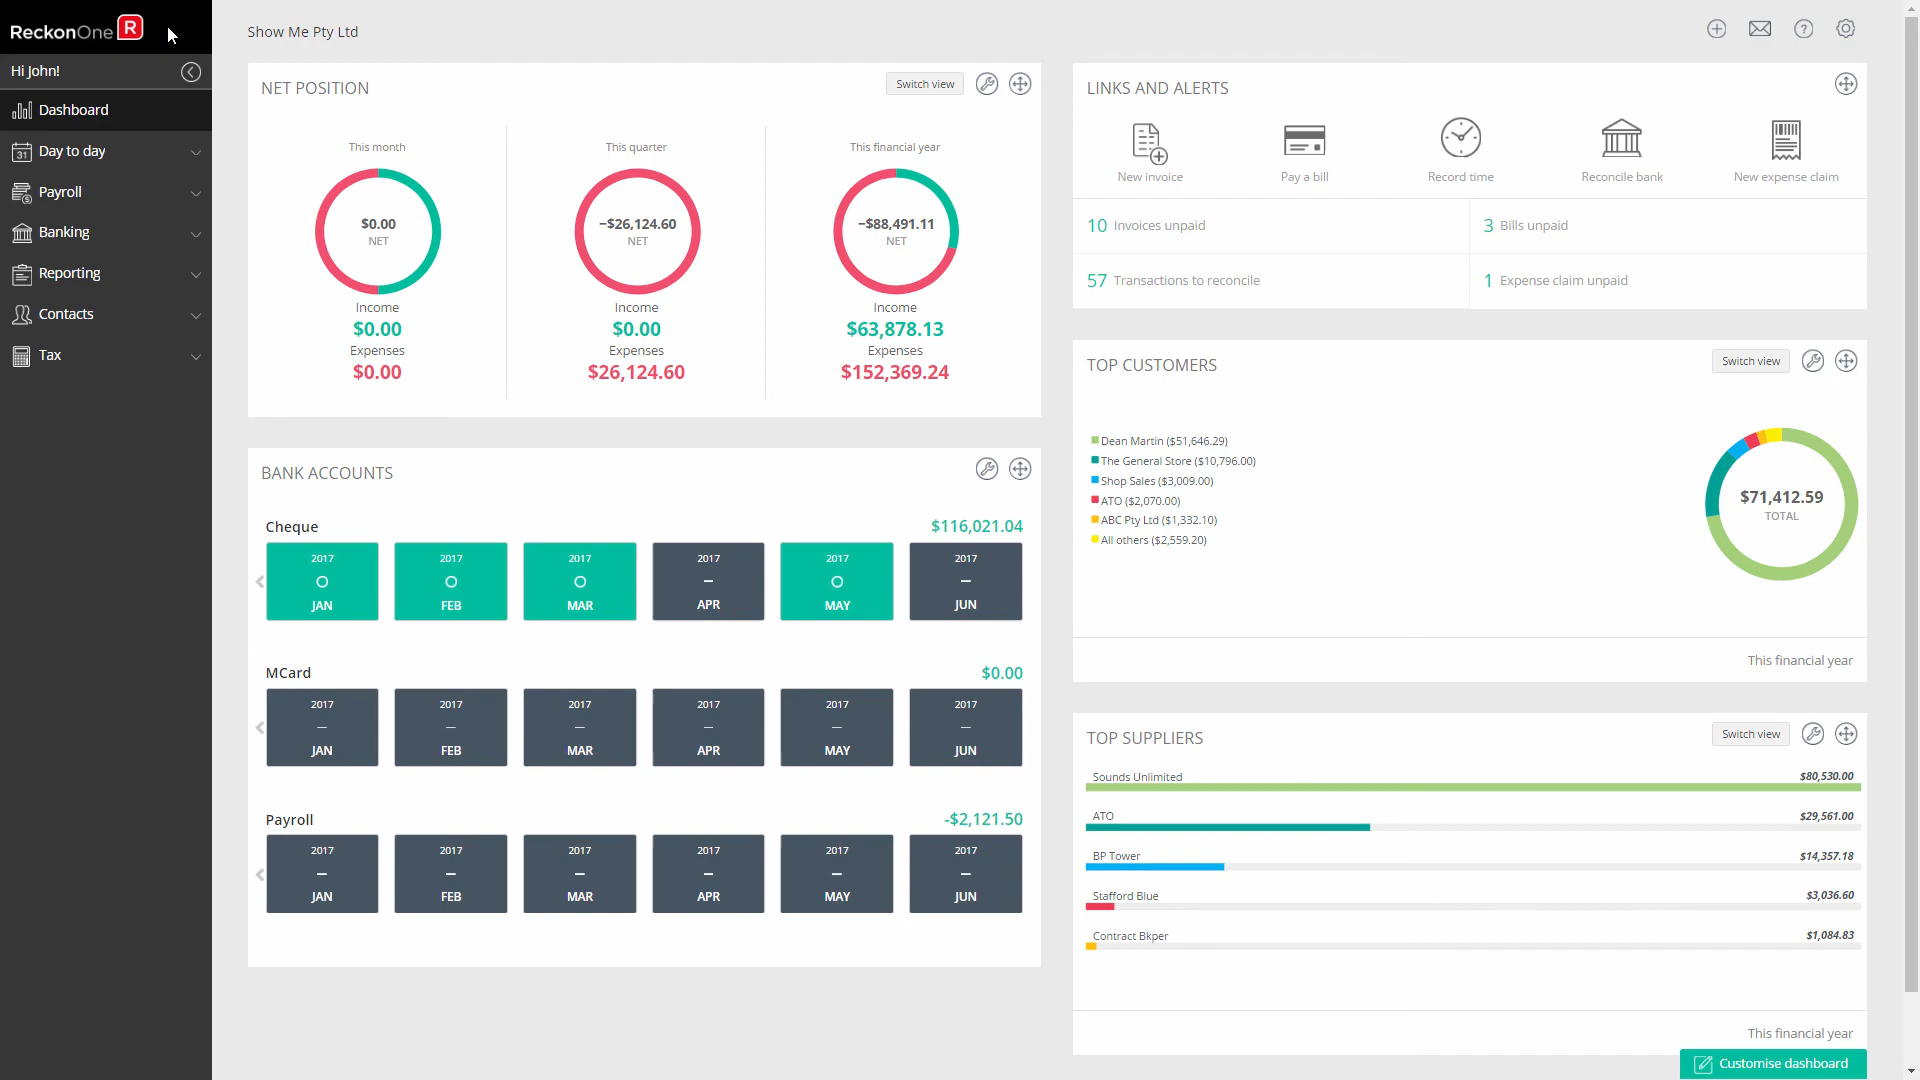 ReckonOne R
Hi John!
Dashboard
31 Day to day
Payroll
Banking
Reporting
Contacts
Tax
Show Me Pty Ltd
NET POSITION
Switch view
This month
$0.00
NET
Income
$0.00
Expenses
$0.00
This quarter
−$26,124.60
NET
Income
$0.00
Expenses
$26,124.60
This financial year
−$88,491.11
NET
Income
$63,878.13
Expenses
$152,369.24
BANK ACCOUNTS
Cheque $116,021.04
2017 2017 2017 2017 2017 2017
JAN FEB MAR APR MAY JUN
MCard $0.00
2017 2017 2017 2017 2017 2017
JAN FEB MAR APR MAY JUN
Payroll -$2,121.50
2017 2017 2017 2017 2017 2017
JAN FEB MAR APR MAY JUN
?
LINKS AND ALERTS
New invoice
Pay a bill
Record time
Reconcile bank
New expense claim
10 Invoices unpaid
3 Bills unpaid
57 Transactions to reconcile
1 Expense claim unpaid
TOP CUSTOMERS
Switch view
Dean Martin ($51,646.29)
The General Store ($10,796.00)
Shop Sales ($3,009.00)
ATO ($2,070.00)
ABC Pty Ltd ($1,332.10)
All others ($2,559.20)
$71,412.59
TOTAL
This financial year
TOP SUPPLIERS
Switch view
Sounds Unlimited $80,530.00
ATO $29,561.00
BP Tower $14,357.18
Stafford Blue $3,036.60
Contract Bkper $1,084.83
This financial year
Customise dashboard